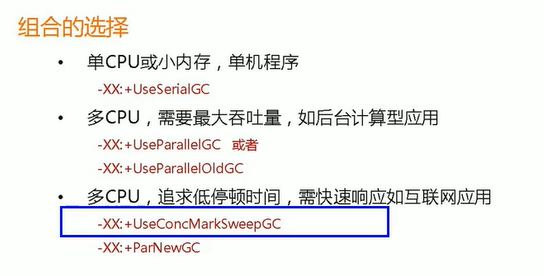 组合的选择
• 单CPU或小内存，单机程序
-XX:+UseSerialGC
• 多CPU，需要最大吞吐量，如后台计算型应用
-XX:+UseParallelGC 或者
-XX:+UseParallelOldGC
• 多CPU，追求低停顿时间，需快速响应如互联网应用
-XX:+UseConcMarkSweepGC
-XX:+ParNewGC